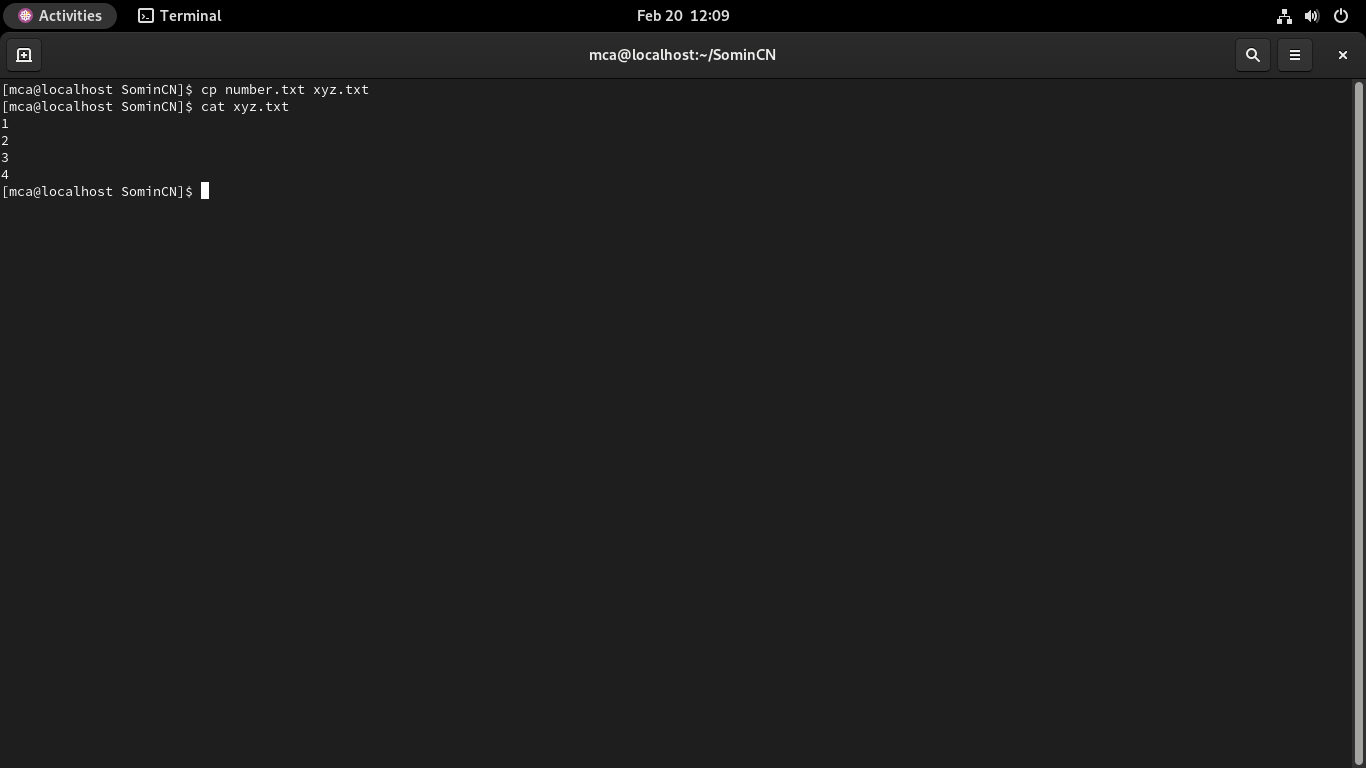 Activities Terminal Feb 20 12:09
mca@localhost:~/SominCN
[mca@localhost SominCN]$ cp number.txt xyz.txt
[mca@localhost SominCN]$ cat xyz.txt
1
2
3
4
[mca@localhost SominCN]$